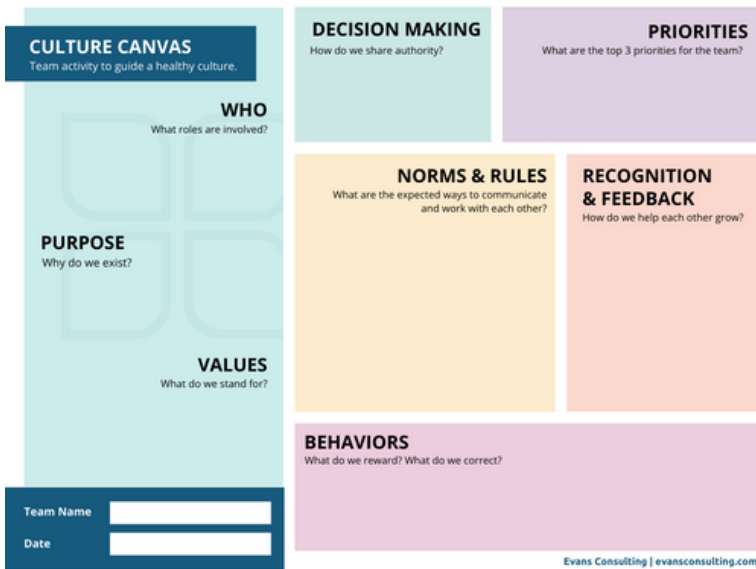 CULTURE CANVAS
Team activity to guide a healthy culture.
WHO
What roles are involved?
PURPOSE
Why do we exist?
VALUES
What do we stand for?
Team Name
Date
DECISION MAKING
How do we share authority?
PRIORITIES
What are the top 3 priorities for the team?
NORMS & RULES
What are the expected ways to communicate
and work with each other?
RECOGNITION
& FEEDBACK
How do we help each other grow?
BEHAVIORS
What do we reward? What do we correct?
Evans Consulting | evansconsulting.com